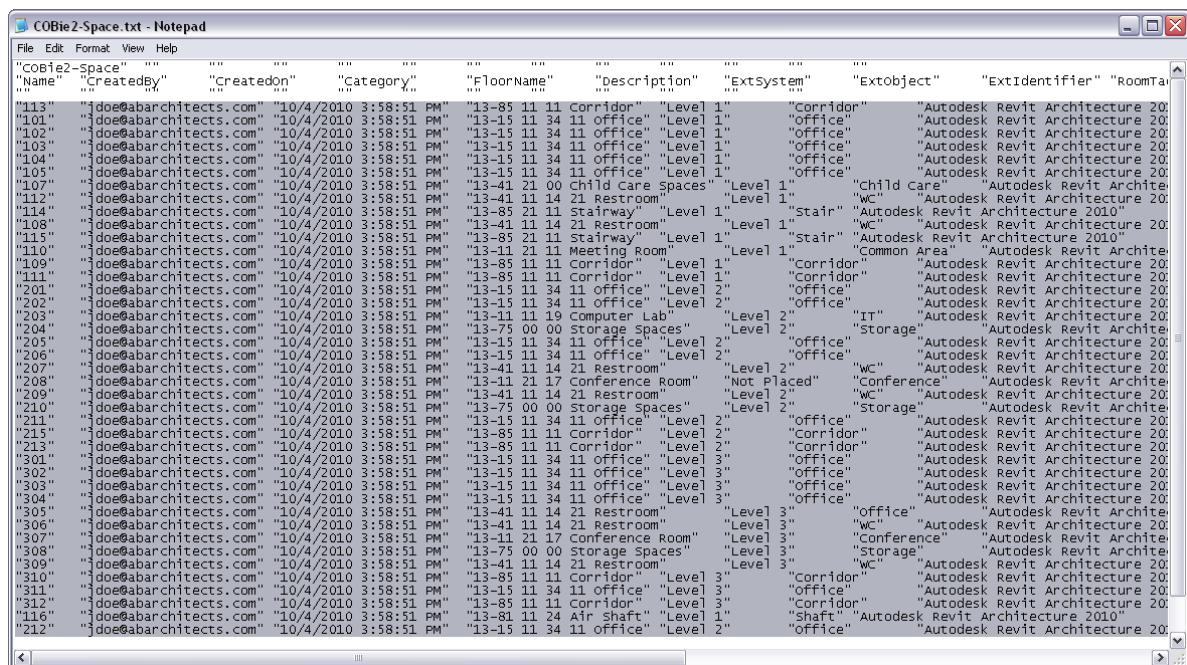 COBie2-Space.txt - Notepad
File Edit Format View Help
"COBie2-Space" "" "" "" "" "" "" "" "" ""
"Name" "CreatedBy" "CreatedOn" "Category" "FloorName" "Description" "ExtSystem" "ExtObject" "ExtIdentifier" "RoomTa
"" "" "" "" "" "" "" ""
"113" "jdoe@abarchitects.com" "10/4/2010 3:58:51 PM" "13-85 11 11 Corridor" "Level 1" "Corridor" "Autodesk Revit Architecture 20
"101" "jdoe@abarchitects.com" "10/4/2010 3:58:51 PM" "13-15 11 34 11 Office" "Level 1" "Office" "Autodesk Revit Architecture 20
"102" "jdoe@abarchitects.com" "10/4/2010 3:58:51 PM" "13-15 11 34 11 Office" "Level 1" "Office" "Autodesk Revit Architecture 20
"103" "jdoe@abarchitects.com" "10/4/2010 3:58:51 PM" "13-15 11 34 11 Office" "Level 1" "Office" "Autodesk Revit Architecture 20
"104" "jdoe@abarchitects.com" "10/4/2010 3:58:51 PM" "13-15 11 34 11 Office" "Level 1" "Office" "Autodesk Revit Architecture 20
"105" "jdoe@abarchitects.com" "10/4/2010 3:58:51 PM" "13-15 11 34 11 Office" "Level 1" "Office" "Autodesk Revit Architecture 20
"107" "jdoe@abarchitects.com" "10/4/2010 3:58:51 PM" "13-41 21 00 Child Care Spaces" "Level 1" "Child Care" "Autodesk Revit Archite
"112" "jdoe@abarchitects.com" "10/4/2010 3:58:51 PM" "13-41 11 14 21 Restroom" "Level 1" "WC" "Autodesk Revit Architecture 20
"114" "jdoe@abarchitects.com" "10/4/2010 3:58:51 PM" "13-85 21 11 Stairway" "Level 1" "Stair" "Autodesk Revit Architecture 2010"
"108" "jdoe@abarchitects.com" "10/4/2010 3:58:51 PM" "13-41 11 14 21 Restroom" "Level 1" "WC" "Autodesk Revit Architecture 20
"115" "jdoe@abarchitects.com" "10/4/2010 3:58:51 PM" "13-85 21 11 Stairway" "Level 1" "Stair" "Autodesk Revit Architecture 2010"
"110" "jdoe@abarchitects.com" "10/4/2010 3:58:51 PM" "13-11 21 11 Meeting Room" "Level 1" "Common Area" "Autodesk Revit Archite
"109" "jdoe@abarchitects.com" "10/4/2010 3:58:51 PM" "13-85 11 11 Corridor" "Level 1" "Corridor" "Autodesk Revit Architecture 20
"111" "jdoe@abarchitects.com" "10/4/2010 3:58:51 PM" "13-85 11 11 Corridor" "Level 1" "Corridor" "Autodesk Revit Architecture 20
"201" "jdoe@abarchitects.com" "10/4/2010 3:58:51 PM" "13-15 11 34 11 Office" "Level 2" "Office" "Autodesk Revit Architecture 20
"202" "jdoe@abarchitects.com" "10/4/2010 3:58:51 PM" "13-15 11 34 11 Office" "Level 2" "Office" "Autodesk Revit Architecture 20
"203" "jdoe@abarchitects.com" "10/4/2010 3:58:51 PM" "13-11 11 19 Computer Lab" "Level 2" "IT" "Autodesk Revit Architecture 20
"204" "jdoe@abarchitects.com" "10/4/2010 3:58:51 PM" "13-75 00 00 Storage Spaces" "Level 2" "Storage" "Autodesk Revit Archite
"205" "jdoe@abarchitects.com" "10/4/2010 3:58:51 PM" "13-15 11 34 11 Office" "Level 2" "Office" "Autodesk Revit Architecture 20
"206" "jdoe@abarchitects.com" "10/4/2010 3:58:51 PM" "13-15 11 34 11 Office" "Level 2" "Office" "Autodesk Revit Architecture 20
"207" "jdoe@abarchitects.com" "10/4/2010 3:58:51 PM" "13-41 11 14 21 Restroom" "Level 2" "WC" "Autodesk Revit Architecture 20
"208" "jdoe@abarchitects.com" "10/4/2010 3:58:51 PM" "13-11 21 17 Conference Room" "Not Placed" "Conference" "Autodesk Revit Archite
"209" "jdoe@abarchitects.com" "10/4/2010 3:58:51 PM" "13-41 11 14 21 Restroom" "Level 2" "WC" "Autodesk Revit Architecture 20
"210" "jdoe@abarchitects.com" "10/4/2010 3:58:51 PM" "13-75 00 00 Storage Spaces" "Level 2" "Storage" "Autodesk Revit Archite
"211" "jdoe@abarchitects.com" "10/4/2010 3:58:51 PM" "13-15 11 34 11 Office" "Level 2" "Office" "Autodesk Revit Architecture 20
"215" "jdoe@abarchitects.com" "10/4/2010 3:58:51 PM" "13-85 11 11 Corridor" "Level 2" "Corridor" "Autodesk Revit Architecture 20
"213" "jdoe@abarchitects.com" "10/4/2010 3:58:51 PM" "13-85 11 11 Corridor" "Level 2" "Corridor" "Autodesk Revit Architecture 20
"301" "jdoe@abarchitects.com" "10/4/2010 3:58:51 PM" "13-15 11 34 11 Office" "Level 3" "Office" "Autodesk Revit Architecture 20
"302" "jdoe@abarchitects.com" "10/4/2010 3:58:51 PM" "13-15 11 34 11 Office" "Level 3" "Office" "Autodesk Revit Architecture 20
"303" "jdoe@abarchitects.com" "10/4/2010 3:58:51 PM" "13-15 11 34 11 Office" "Level 3" "Office" "Autodesk Revit Architecture 20
"304" "jdoe@abarchitects.com" "10/4/2010 3:58:51 PM" "13-15 11 34 11 Office" "Level 3" "Office" "Autodesk Revit Architecture 20
"305" "jdoe@abarchitects.com" "10/4/2010 3:58:51 PM" "13-41 11 14 21 Restroom" "Level 3" "Office" "Autodesk Revit Archite
"306" "jdoe@abarchitects.com" "10/4/2010 3:58:51 PM" "13-41 11 14 21 Restroom" "Level 3" "WC" "Autodesk Revit Architecture 20
"307" "jdoe@abarchitects.com" "10/4/2010 3:58:51 PM" "13-11 21 17 Conference Room" "Level 3" "Conference" "Autodesk Revit Archite
"308" "jdoe@abarchitects.com" "10/4/2010 3:58:51 PM" "13-75 00 00 Storage Spaces" "Level 3" "Storage" "Autodesk Revit Archite
"309" "jdoe@abarchitects.com" "10/4/2010 3:58:51 PM" "13-41 11 14 21 Restroom" "Level 3" "WC" "Autodesk Revit Architecture 20
"310" "jdoe@abarchitects.com" "10/4/2010 3:58:51 PM" "13-85 11 11 Corridor" "Level 3" "Corridor" "Autodesk Revit Architecture 20
"311" "jdoe@abarchitects.com" "10/4/2010 3:58:51 PM" "13-15 11 34 11 Office" "Level 3" "Office" "Autodesk Revit Architecture 20
"312" "jdoe@abarchitects.com" "10/4/2010 3:58:51 PM" "13-85 11 11 Corridor" "Level 3" "Corridor" "Autodesk Revit Architecture 20
"116" "jdoe@abarchitects.com" "10/4/2010 3:58:51 PM" "13-81 11 24 Air Shaft" "Level 1" "Shaft" "Autodesk Revit Architecture 2010"
"212" "jdoe@abarchitects.com" "10/4/2010 3:58:51 PM" "13-15 11 34 11 Office" "Level 2" "Office" "Autodesk Revit Architecture 20